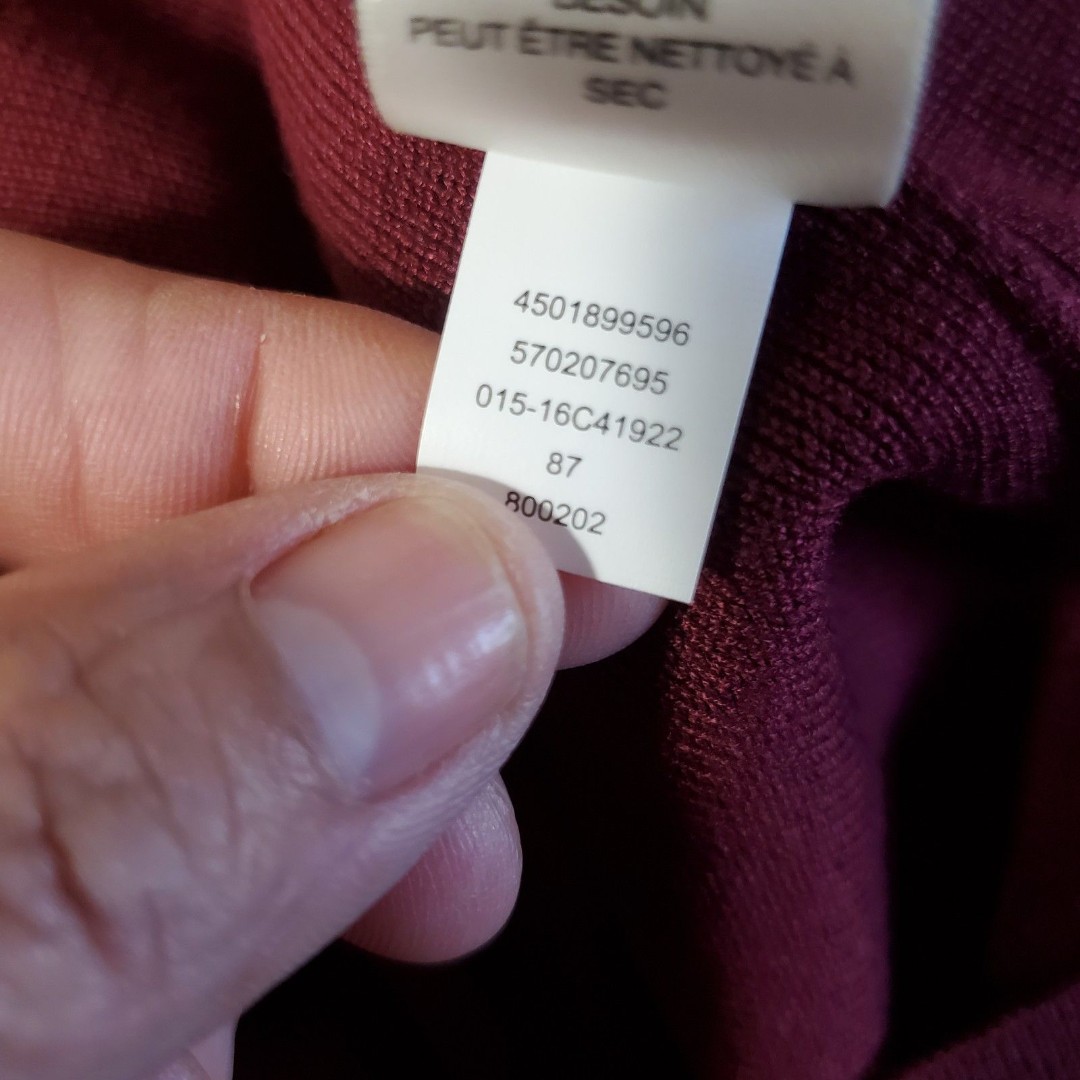 BESOIN
PEUT ÊTRE NETTOYÉ À
SEC
4501899596
570207695
015-16C41922
87
800202